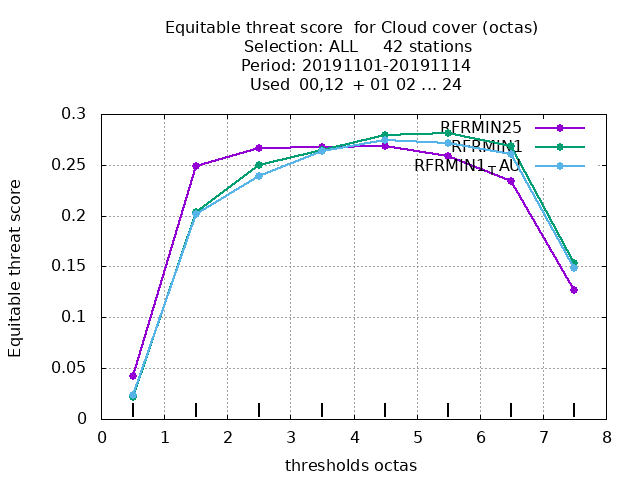 Equitable threat score for Cloud cover (octas)
Selection: ALL 42 stations
Period: 20191101-20191114
Used 00,12 + 01 02 ... 24
RFRMIN25
RFRMIN1
RFRMIN1TAU
Equitable threat score
0.3
0.25
0.2
0.15
0.1
0.05
0
0 1 2 3 4 5 6 7 8
thresholds octas